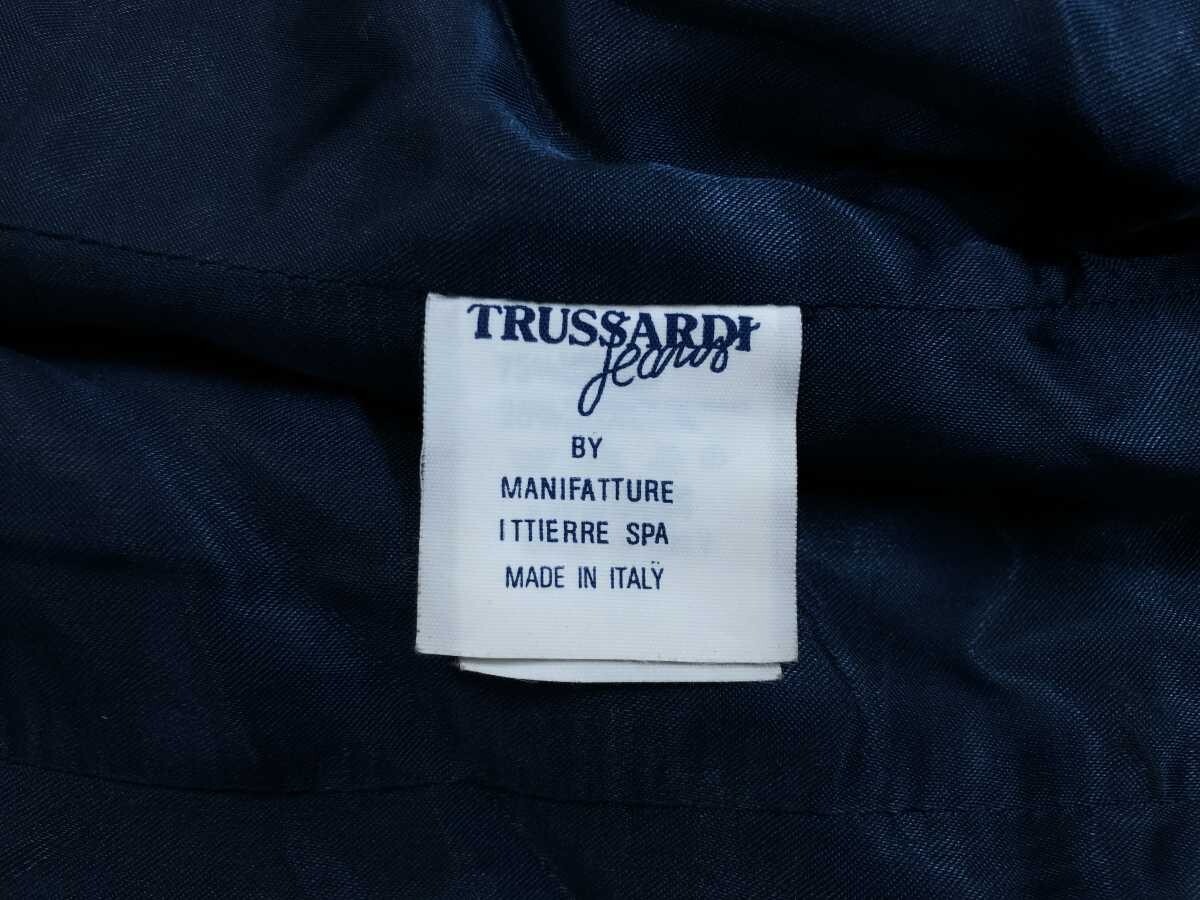 TRUSSARDI
Jeans
BY
MANIFATTURE
ITTIERRE SPA
MADE IN ITALY